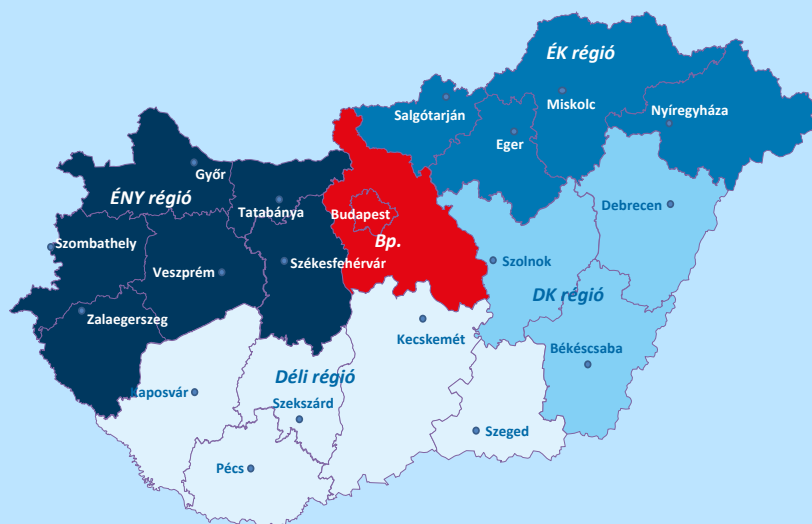 ÉK régió
Miskolc
Salgótarján
Nyíregyháza
Eger
Győr
ÉNY régió
Tatabánya
Budapest
Debrecen
Szombathely
Bp.
Veszprém
Székesfehérvár
Szolnok
DK régió
Zalaegerszeg
Kecskemét
Békéscsaba
Déli régió
Kaposvár
Szekszárd
Szeged
Pécs